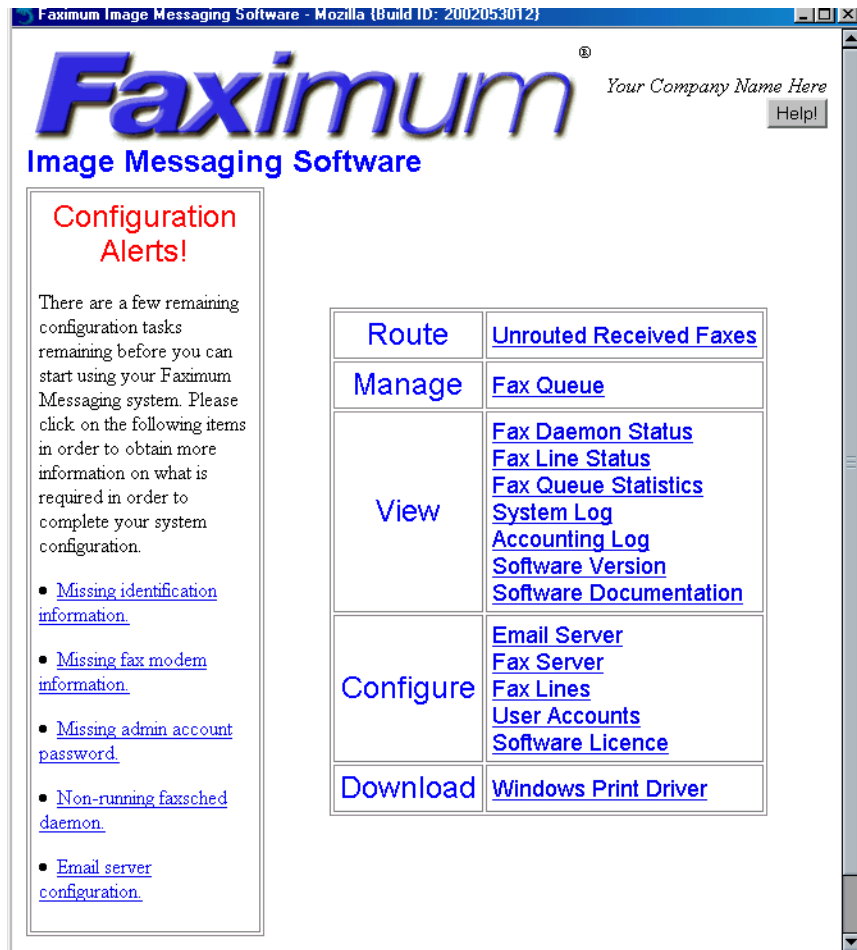 Faximum Image Messaging Software - Mozilla {Build ID: 2002053012}
Faximum®
Your Company Name Here
Help!
Image Messaging Software
Configuration
Alerts!
There are a few remaining
configuration tasks
remaining before you can
start using your Faximum
Messaging system. Please
click on the following items
in order to obtain more
information on what is
required in order to
complete your system
configuration.
● Missing identification
information.
● Missing fax modem
information.
● Missing admin account
password.
● Non-running faxsched
daemon.
● Email server
configuration.
Route
Unrouted Received Faxes
Manage
Fax Queue
View
Fax Daemon Status
Fax Line Status
Fax Queue Statistics
System Log
Accounting Log
Software Version
Software Documentation
Configure
Email Server
Fax Server
Fax Lines
User Accounts
Software Licence
Download
Windows Print Driver